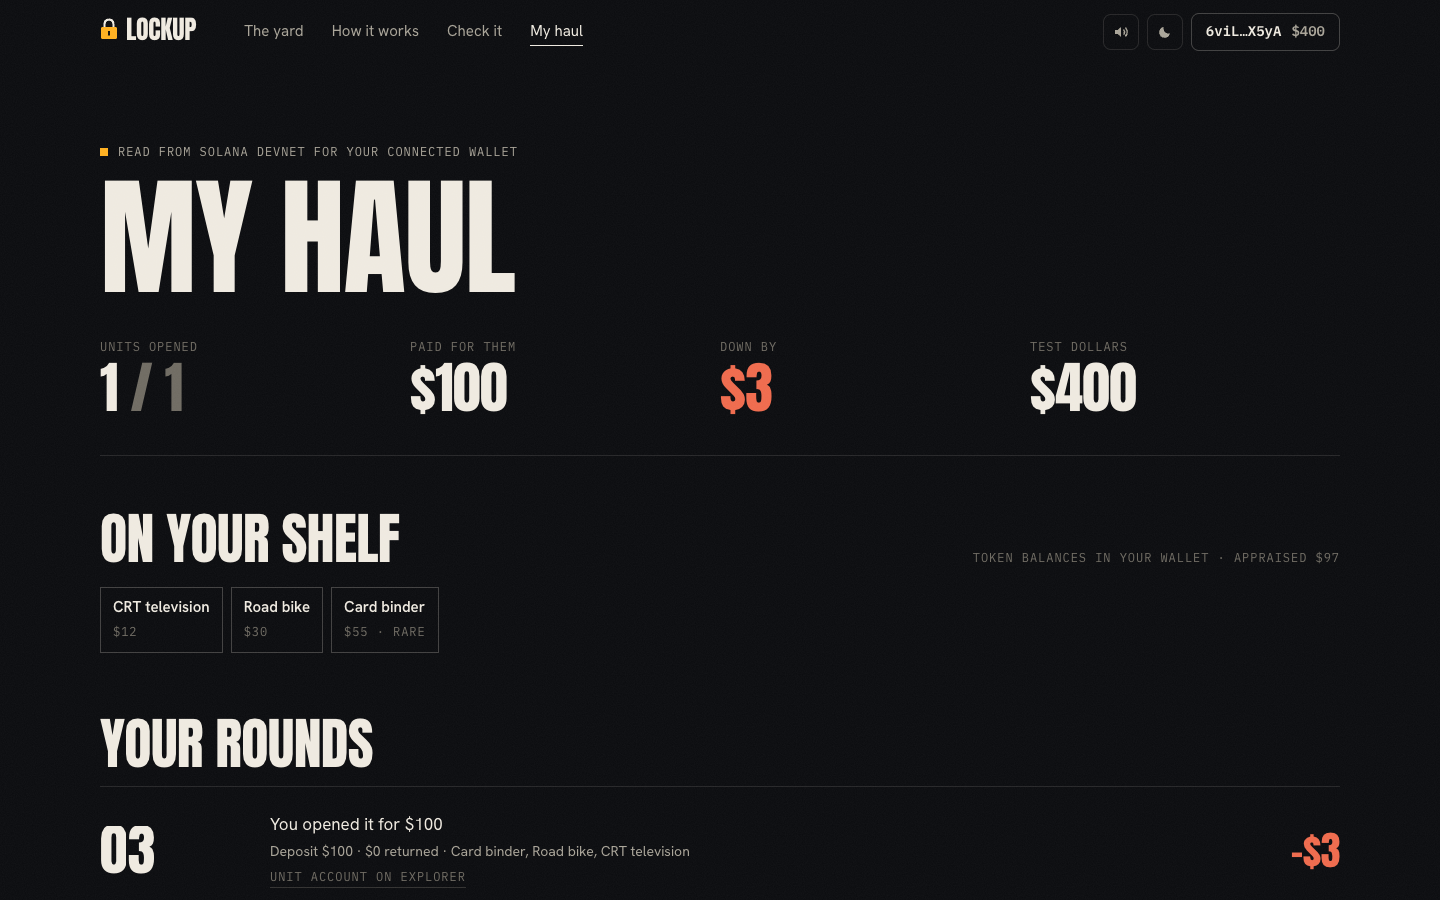 LOCKUP The yard How it works Check it My haul 6viL…X5yA $400
READ FROM SOLANA DEVNET FOR YOUR CONNECTED WALLET
MY HAUL
UNITS OPENED PAID FOR THEM DOWN BY TEST DOLLARS
1 / 1 $100 $3 $400
ON YOUR SHELF
TOKEN BALANCES IN YOUR WALLET · APPRAISED $97
CRT television Road bike Card binder
$12 $30 $55 · RARE
YOUR ROUNDS
You opened it for $100
03 Deposit $100 · $0 returned · Card binder, Road bike, CRT television -$3
UNIT ACCOUNT ON EXPLORER